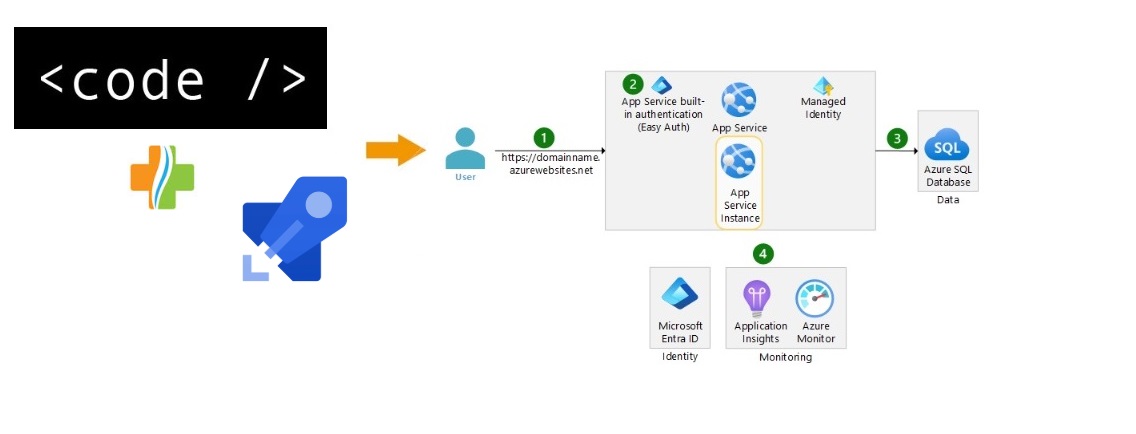 <code />
1
User
https://domainname.
azurewebsites.net
2
App Service built-
in authentication
(Easy Auth)
App Service
Managed
Identity
App
Service
Instance
3
SQL
Azure SQL
Database
Data
4
Microsoft
Entra ID
Identity
Application
Insights
Azure
Monitor
Monitoring